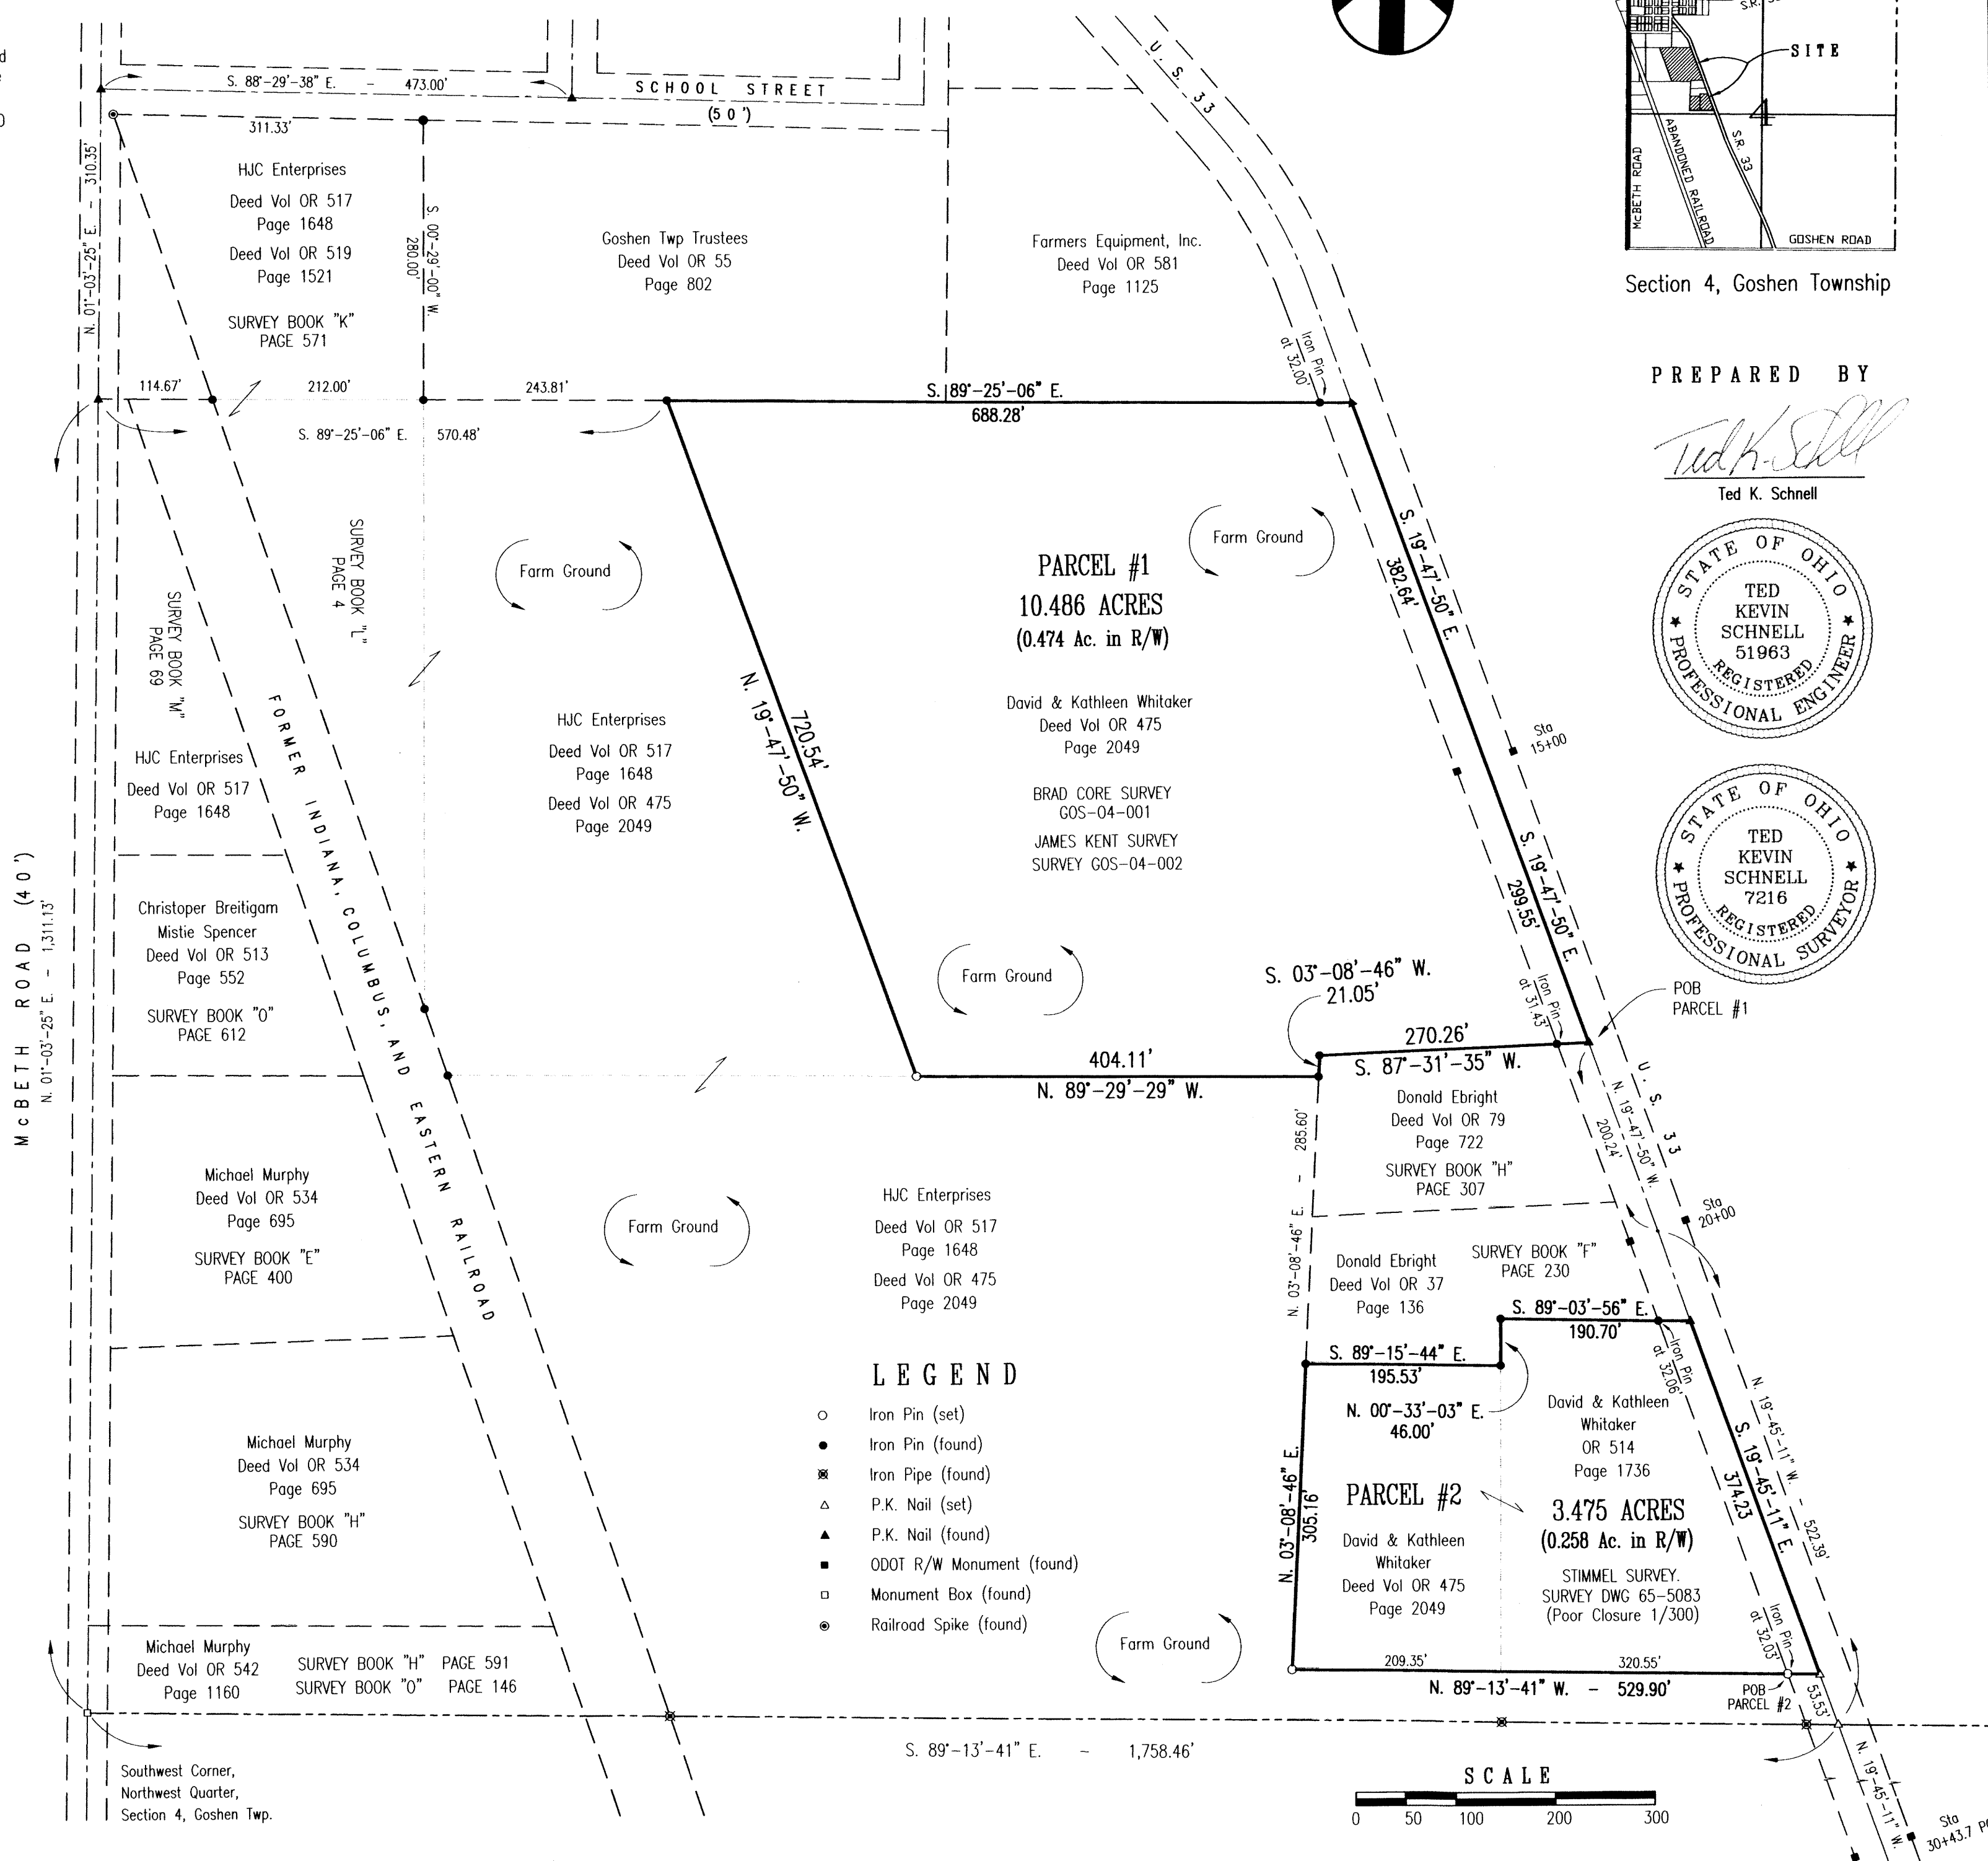 S. 88°-29'-38" E. - 473.00'
SCHOOL STREET
(50')
311.33'
N. 01°-03'-25" E. - 310.35'
HJC Enterprises
Deed Vol OR 517
Page 1648
Deed Vol OR 519
Page 1521
SURVEY BOOK "K"
PAGE 571
S. 00°-29'-00" W.
280.00'
Goshen Twp Trustees
Deed Vol OR 55
Page 802
Farmers Equipment, Inc.
Deed Vol OR 581
Page 1125
U. S. 33
Iron Pin
at 32.00'
SITE
4
McBETH ROAD
ABANDONED RAILROAD
S.R. 33
GOSHEN ROAD
Section 4, Goshen Township
PREPARED BY
Ted K. Schnell
Ted K. Schnell
STATE OF OHIO
TED
KEVIN
SCHNELL
51963
REGISTERED
PROFESSIONAL ENGINEER
STATE OF OHIO
TED
KEVIN
SCHNELL
7216
REGISTERED
PROFESSIONAL SURVEYOR
114.67'
212.00'
243.81'
S. 89°-25'-06" E. 570.48'
S. 89°-25'-06" E.
688.28'
SURVEY BOOK "L"
PAGE 4
SURVEY BOOK "M"
PAGE 69
Farm Ground
Farm Ground
PARCEL #1
10.486 ACRES
(0.474 Ac. in R/W)
David & Kathleen Whitaker
Deed Vol OR 475
Page 2049
BRAD CORE SURVEY
GOS-04-001
JAMES KENT SURVEY
SURVEY GOS-04-002
S. 19°-47'-50" E.
382.64'
Sta
15+00
S. 19°-47'-50" E.
299.55'
N. 19°-47'-50" W.
720.54'
HJC Enterprises
Deed Vol OR 517
Page 1648
Deed Vol OR 475
Page 2049
HJC Enterprises
Deed Vol OR 517
Page 1648
FORMER INDIANA, COLUMBUS, AND EASTERN RAILROAD
McBETH ROAD (40')
N. 01°-03'-25" E. - 1,311.13'
Christoper Breitigam
Mistie Spencer
Deed Vol OR 513
Page 552
SURVEY BOOK "O"
PAGE 612
Farm Ground
S. 03°-08'-46" W.
21.05'
Iron Pin
at 31.43'
POB
PARCEL #1
270.26'
S. 87°-31'-35" W.
404.11'
N. 89°-29'-29" W.
Donald Ebright
Deed Vol OR 79
Page 722
SURVEY BOOK "H"
PAGE 307
N. 03°-08'-46" E. - 285.60'
200.24'
N. 19°-47'-50" W.
U. S. 33
Sta
20+00
Michael Murphy
Deed Vol OR 534
Page 695
SURVEY BOOK "E"
PAGE 400
Farm Ground
HJC Enterprises
Deed Vol OR 517
Page 1648
Deed Vol OR 475
Page 2049
Donald Ebright
Deed Vol OR 37
Page 136
SURVEY BOOK "F"
PAGE 230
S. 89°-03'-56" E.
190.70'
Iron Pin
at 32.06'
S. 89°-15'-44" E.
195.53'
N. 00°-33'-03" E.
46.00'
N. 03°-08'-46" E.
305.16'
David & Kathleen
Whitaker
OR 514
Page 1736
PARCEL #2
3.475 ACRES
(0.258 Ac. in R/W)
STIMMEL SURVEY.
SURVEY DWG 65-5083
(Poor Closure 1/300)
David & Kathleen
Whitaker
Deed Vol OR 475
Page 2049
S. 19°-45'-11" E.
374.23
N. 19°-45'-11" W. - 522.39'
Iron Pin
at 32.03'
Michael Murphy
Deed Vol OR 534
Page 695
SURVEY BOOK "H"
PAGE 590
LEGEND
Iron Pin (set)
Iron Pin (found)
Iron Pipe (found)
P.K. Nail (set)
P.K. Nail (found)
ODOT R/W Monument (found)
Monument Box (found)
Railroad Spike (found)
Farm Ground
209.35'
320.55'
N. 89°-13'-41" W. - 529.90'
POB
PARCEL #2
53.53'
Michael Murphy
Deed Vol OR 542
Page 1160
SURVEY BOOK "H" PAGE 591
SURVEY BOOK "O" PAGE 146
S. 89°-13'-41" E. - 1,758.46'
Southwest Corner,
Northwest Quarter,
Section 4, Goshen Twp.
SCALE
0 50 100 200 300
N. 19°-45'-11" W.
Sta
30+43.7